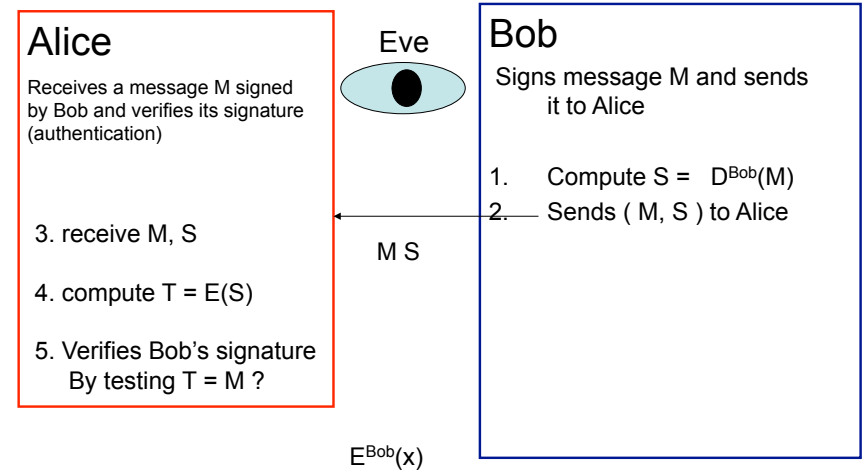 Alice
Receives a message M signed
by Bob and verifies its signature
(authentication)
3. receive M, S
4. compute T = E(S)
5. Verifies Bob's signature
By testing T = M ?
Eve
M S
E^Bob(x)
Bob
Signs message M and sends
it to Alice
1. Compute S = D^Bob(M)
2. Sends ( M, S ) to Alice